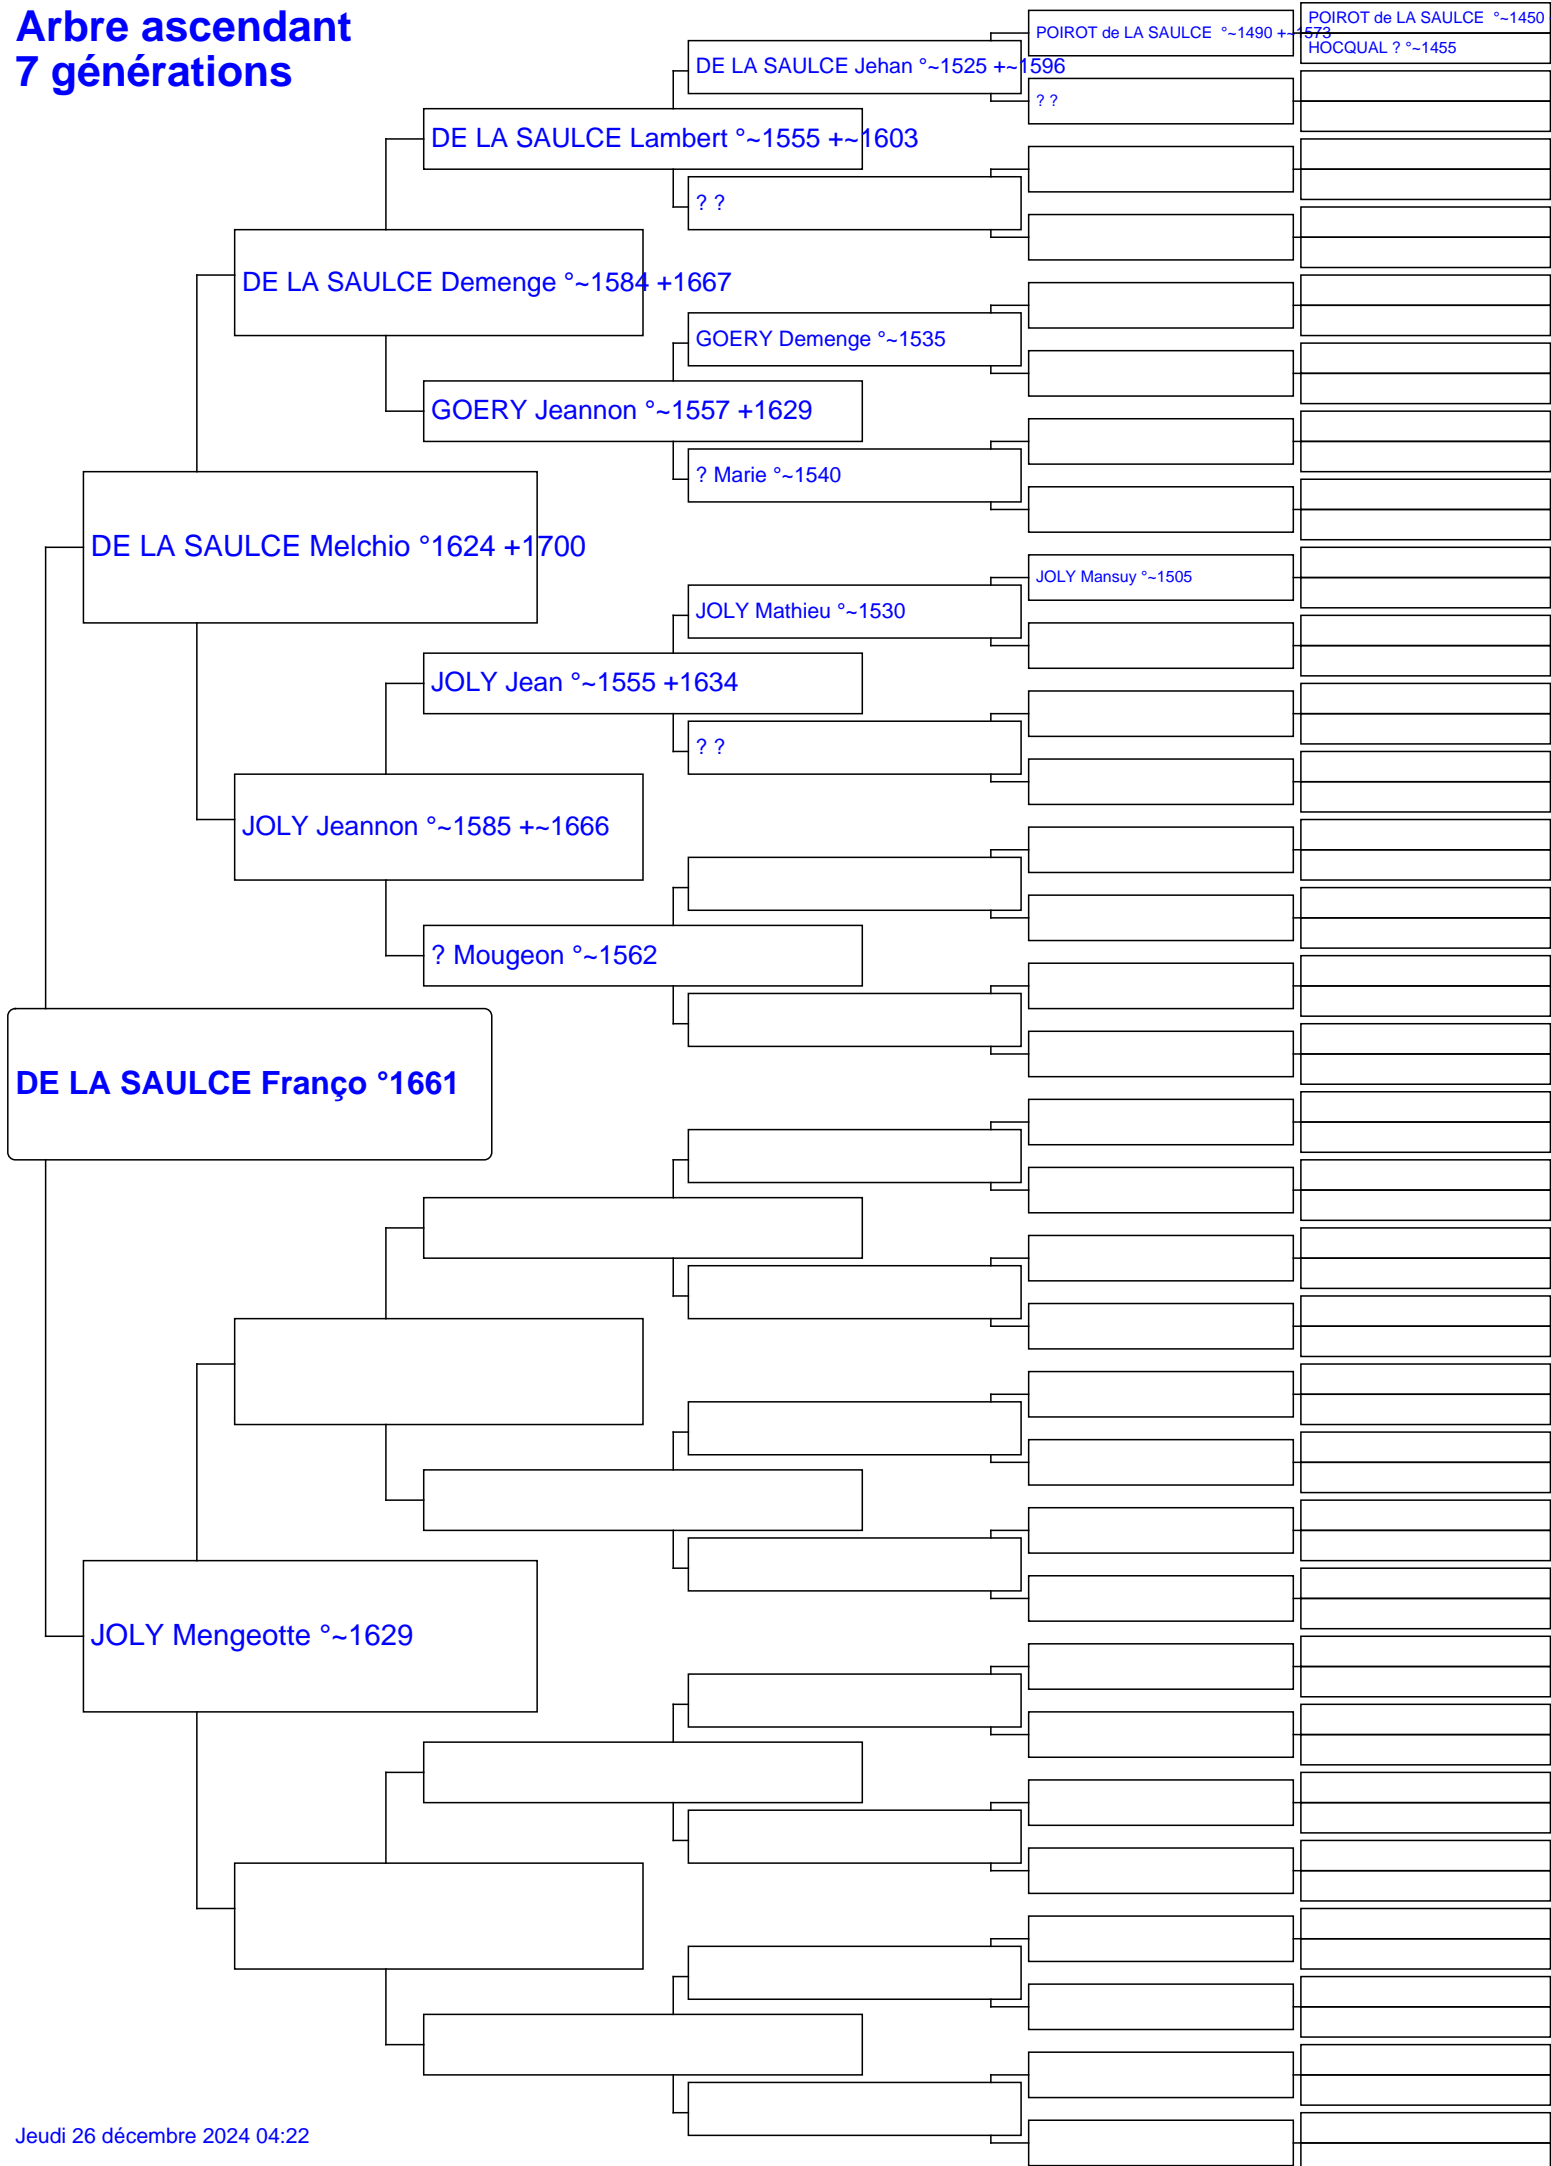 Arbre ascendant
7 générations
POIROT de LA SAULCE °~1450
POIROT de LA SAULCE °~1490 +~1573
HOCQUAL ? °~1455
DE LA SAULCE Jehan °~1525 +~1596
? ?
DE LA SAULCE Lambert °~1555 +~1603
? ?
DE LA SAULCE Demenge °~1584 +1667
GOERY Demenge °~1535
GOERY Jeannon °~1557 +1629
? Marie °~1540
DE LA SAULCE Melchio °1624 +1700
JOLY Mansuy °~1505
JOLY Mathieu °~1530
JOLY Jean °~1555 +1634
? ?
JOLY Jeannon °~1585 +~1666
? Mougeon °~1562
DE LA SAULCE Franço °1661
JOLY Mengeotte °~1629
Jeudi 26 décembre 2024 04:22